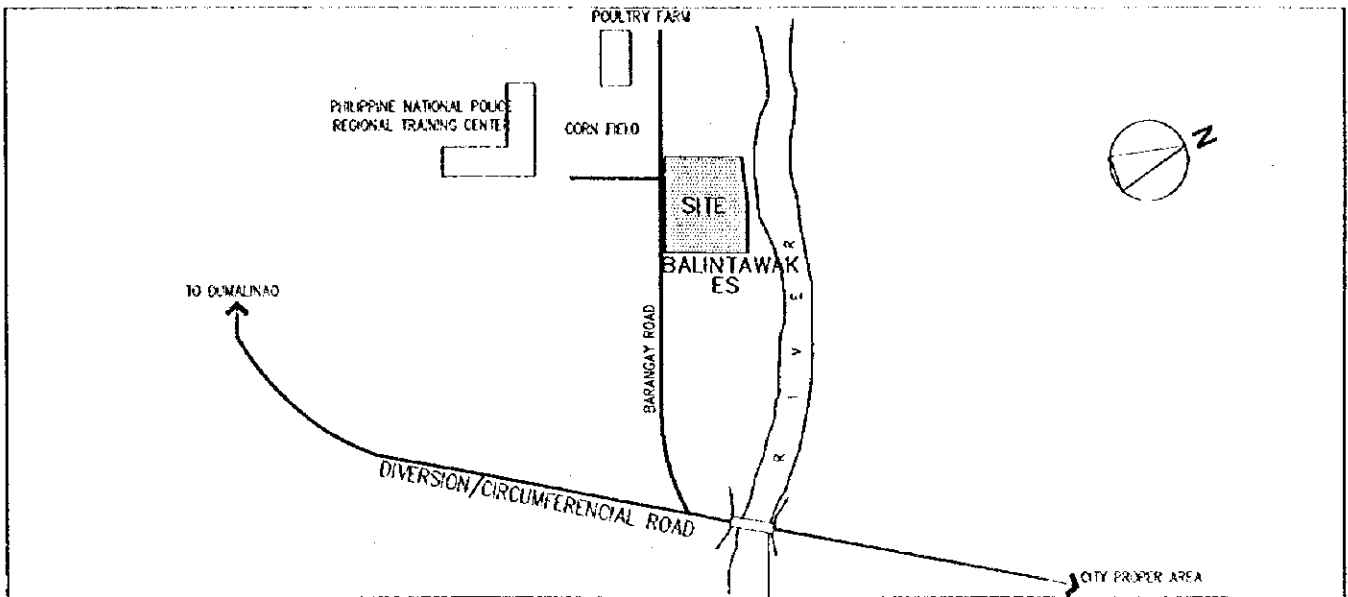 POULTRY FARM
PHILIPPINE NATIONAL POLICE
REGIONAL TRAINING CENTER
CORN FIELD
N
SITE
BALINTAWAK
ES
TO DUMALINAO
BARANGAY ROAD
RIVER
DIVERSION/CIRCUMFERENCIAL ROAD
CITY PROPER AREA